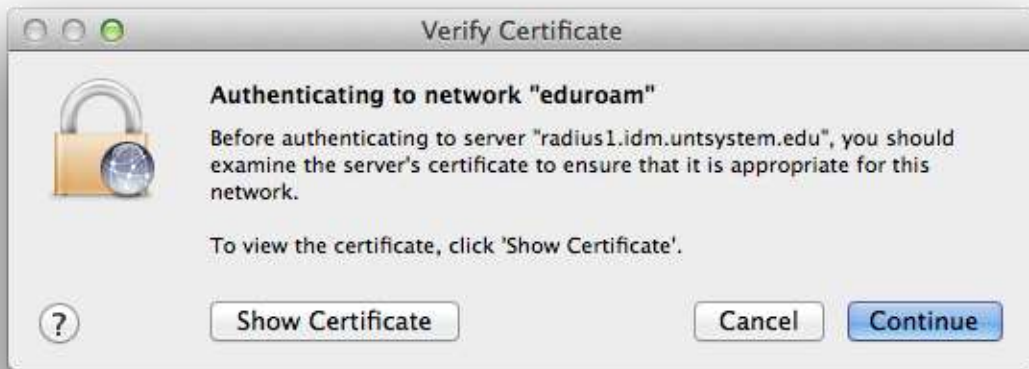 Verify Certificate
Authenticating to network "eduroam"
Before authenticating to server "radius1.idm.untsystem.edu", you should
examine the server's certificate to ensure that it is appropriate for this
network.
To view the certificate, click 'Show Certificate'.
?
Show Certificate
Cancel
Continue